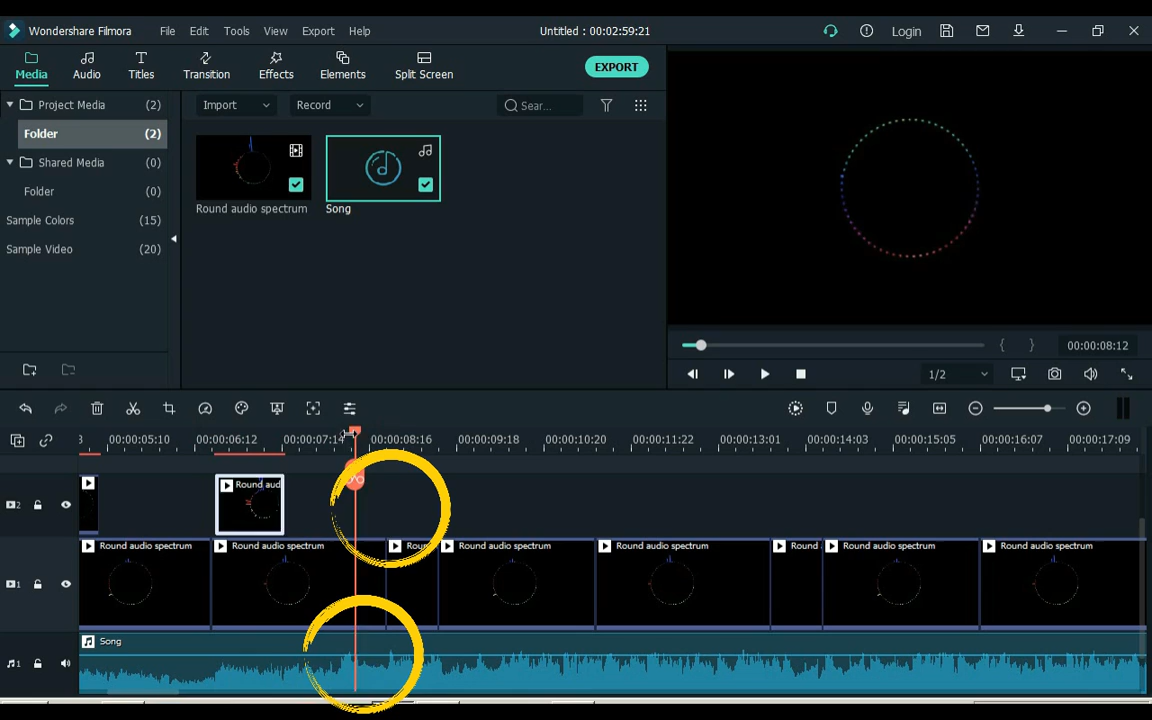 Wondershare Filmora
File
Edit
Tools
View
Export
Help
Untitled : 00:02:59:21
Login
Media
Audio
Titles
Transition
Effects
Elements
Split Screen
EXPORT
Project Media (2)
Folder (2)
Shared Media (0)
Folder (0)
Sample Colors (15)
Sample Video (20)
Import
Record
Sear...
Round audio spectrum
Song
00:00:08:12
1/2
3 00:00:05:10 00:00:06:12 00:00:07:14 00:00:08:16 00:00:09:18 00:00:10:20 00:00:11:22 00:00:13:01 00:00:14:03 00:00:15:05 00:00:16:07 00:00:17:09
2
Round aud
1
Round audio spectrum
Round audio spectrum
Roun
Round audio spectrum
Round audio spectrum
Round
Round audio spectrum
Round audio spectrum
1
Song